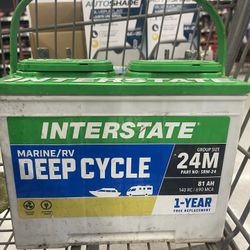 AUTOSHADE
INTERSTATE
INTERSTATE®
MARINE/RV
DEEP CYCLE
GROUP SIZE
24M
PART NO: SRM-24
81 AH
140 RC / 690 MCA
1-YEAR
FREE REPLACEMENT